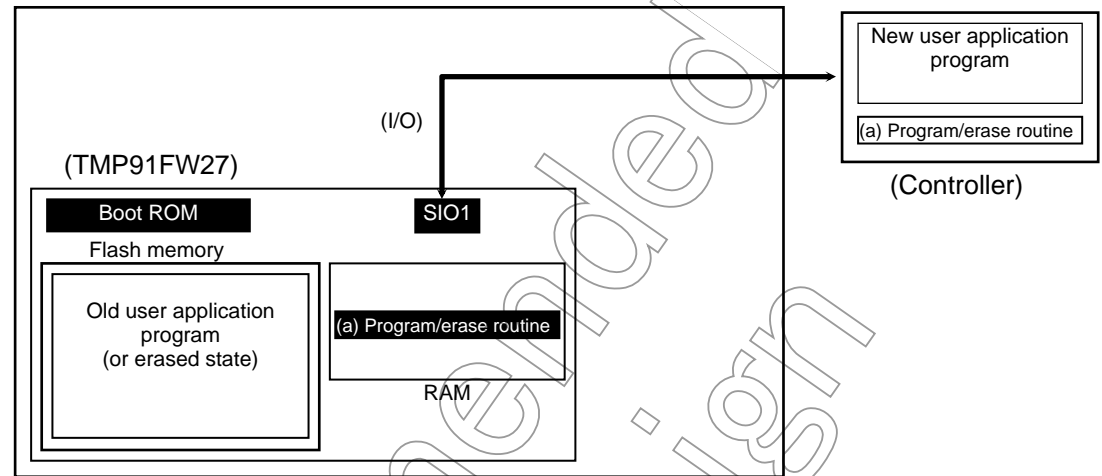 New user application
program
(I/O)
(a) Program/erase routine
(TMP91FW27)
(Controller)
Boot ROM
SIO1
Flash memory
Old user application
program
(or erased state)
(a) Program/erase routine
RAM